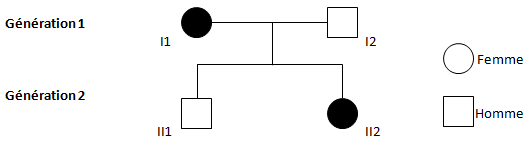 Génération 1
I1
I2
Femme
Génération 2
Homme
II1
II2